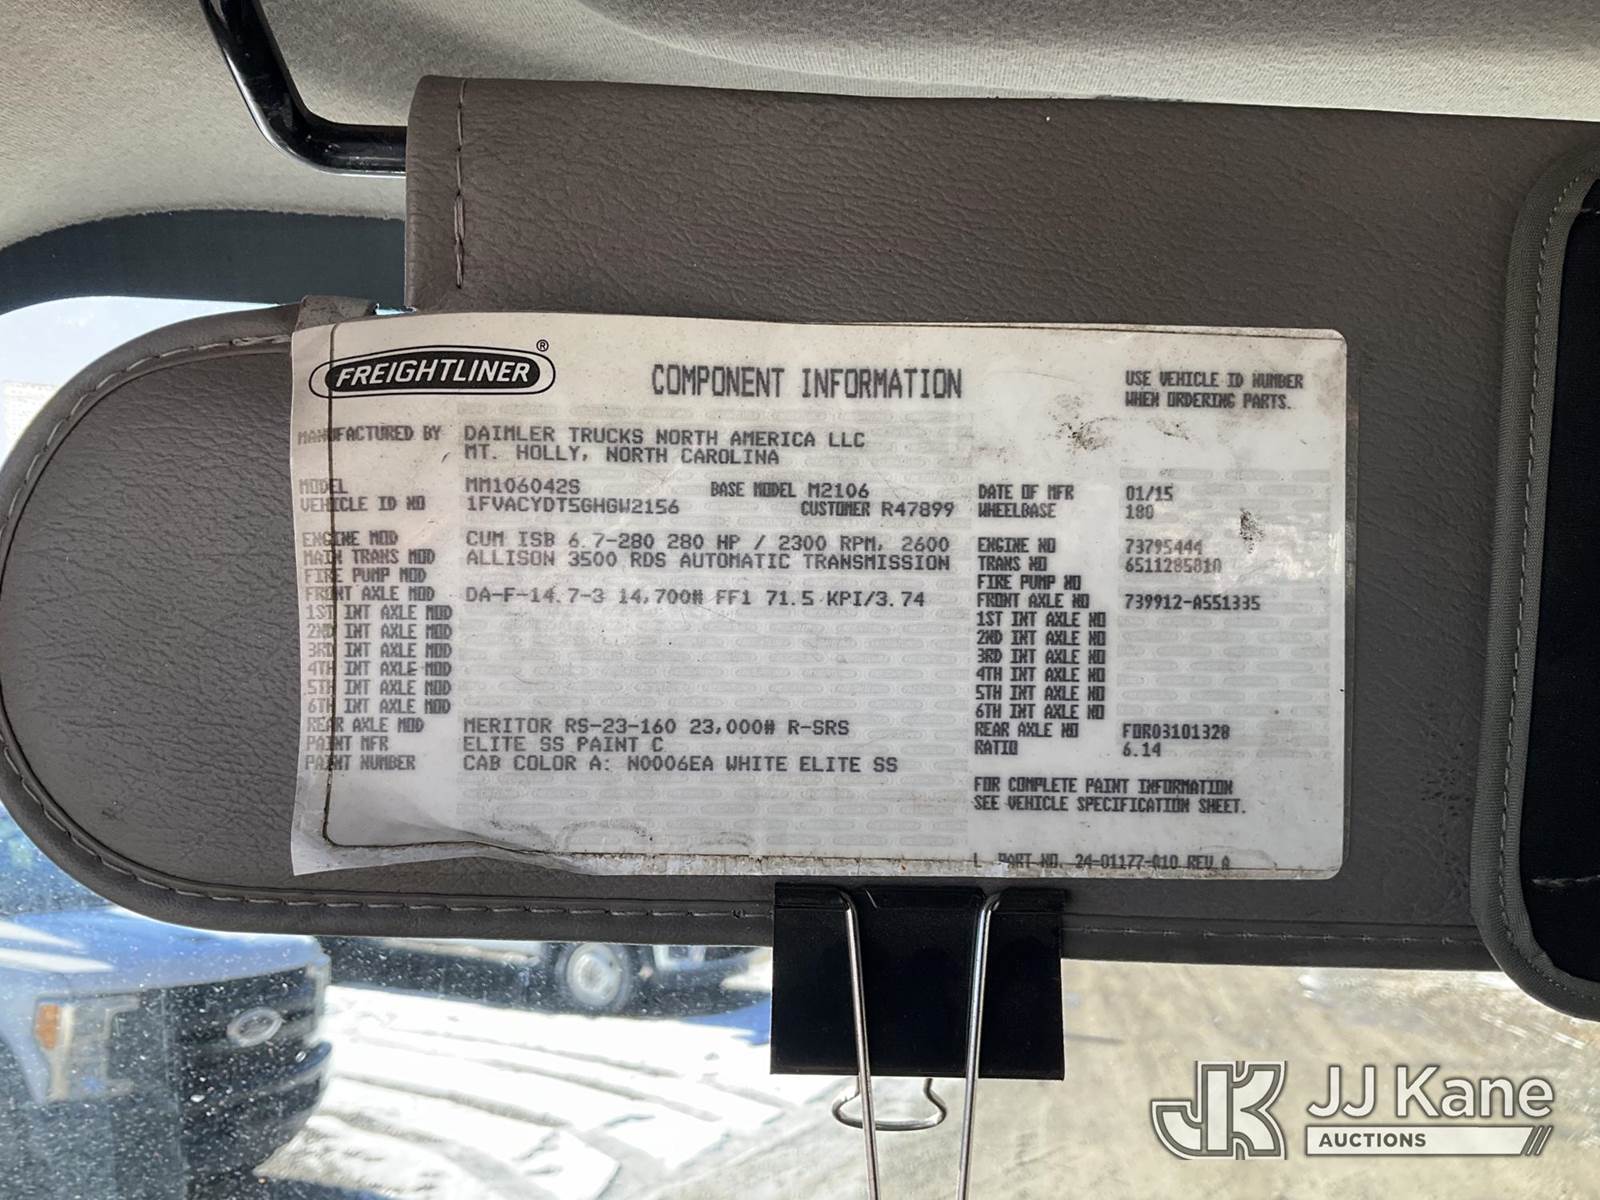 FREIGHTLINER ®
COMPONENT INFORMATION
USE VEHICLE ID NUMBER
WHEN ORDERING PARTS.
MANUFACTURED BY DAIMLER TRUCKS NORTH AMERICA LLC
MT. HOLLY, NORTH CAROLINA
MODEL MM106042S BASE MODEL M2106 DATE OF MFR 01/15
VEHICLE ID NO 1FVACYDT5GHGW2156 CUSTOMER R47899 WHEELBASE 180
ENGINE MOD CUM ISB 6.7-280 280 HP / 2300 RPM, 2600 ENGINE NO 73795444
MAIN TRANS MOD ALLISON 3500 RDS AUTOMATIC TRANSMISSION TRANS NO 6511285810
FIRE PUMP MOD FIRE PUMP NO
FRONT AXLE MOD DA-F-14.7-3 14,700# FF1 71.5 KPI/3.74 FRONT AXLE NO 739912-A551335
1ST INT AXLE MOD 1ST INT AXLE NO
2ND INT AXLE MOD 2ND INT AXLE NO
3RD INT AXLE MOD 3RD INT AXLE NO
4TH INT AXLE MOD 4TH INT AXLE NO
5TH INT AXLE MOD 5TH INT AXLE NO
6TH INT AXLE MOD 6TH INT AXLE NO
REAR AXLE MOD MERITOR RS-23-160 23,000# R-SRS REAR AXLE NO FOR03101328
PAINT MFR ELITE SS PAINT C RATIO 6.14
PAINT NUMBER CAB COLOR A: N0006EA WHITE ELITE SS
FOR COMPLETE PAINT INFORMATION
SEE VEHICLE SPECIFICATION SHEET.
L PART NO. 24-01177-010 REV A
JK JJ Kane
AUCTIONS